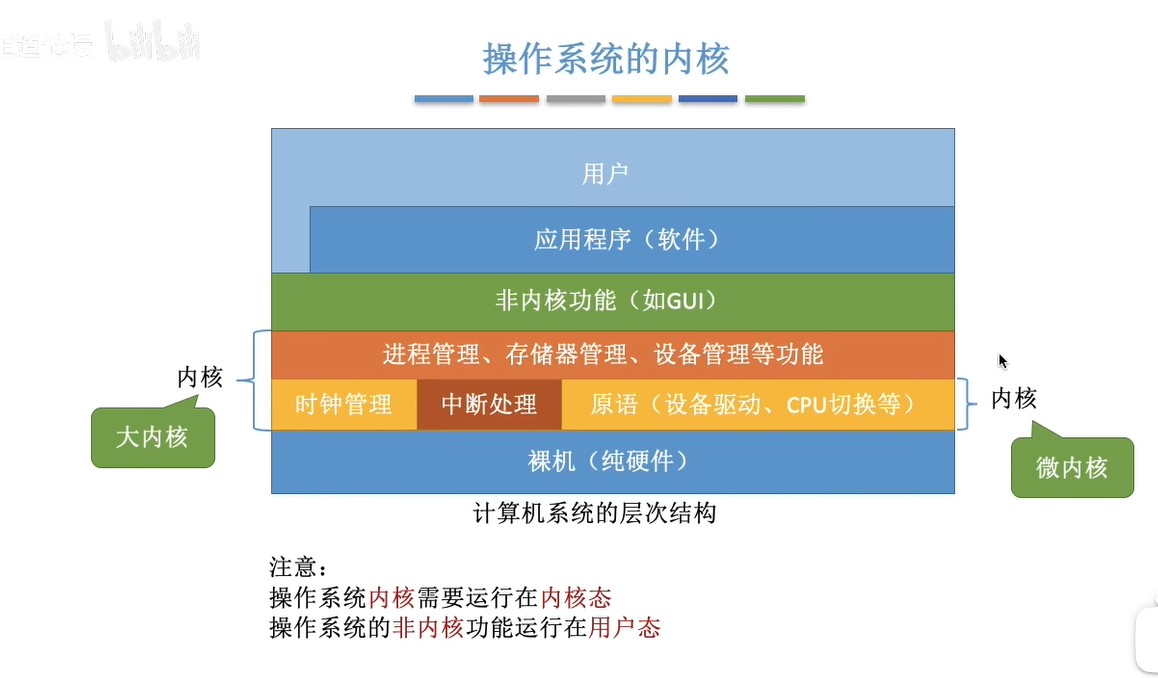 bilibili
操作系统的内核
用户
应用程序（软件）
非内核功能（如GUI）
进程管理、存储器管理、设备管理等功能
时钟管理
中断处理
原语（设备驱动、CPU切换等）
裸机（纯硬件）
内核
大内核
内核
微内核
计算机系统的层次结构
注意：
操作系统内核需要运行在内核态
操作系统的非内核功能运行在用户态